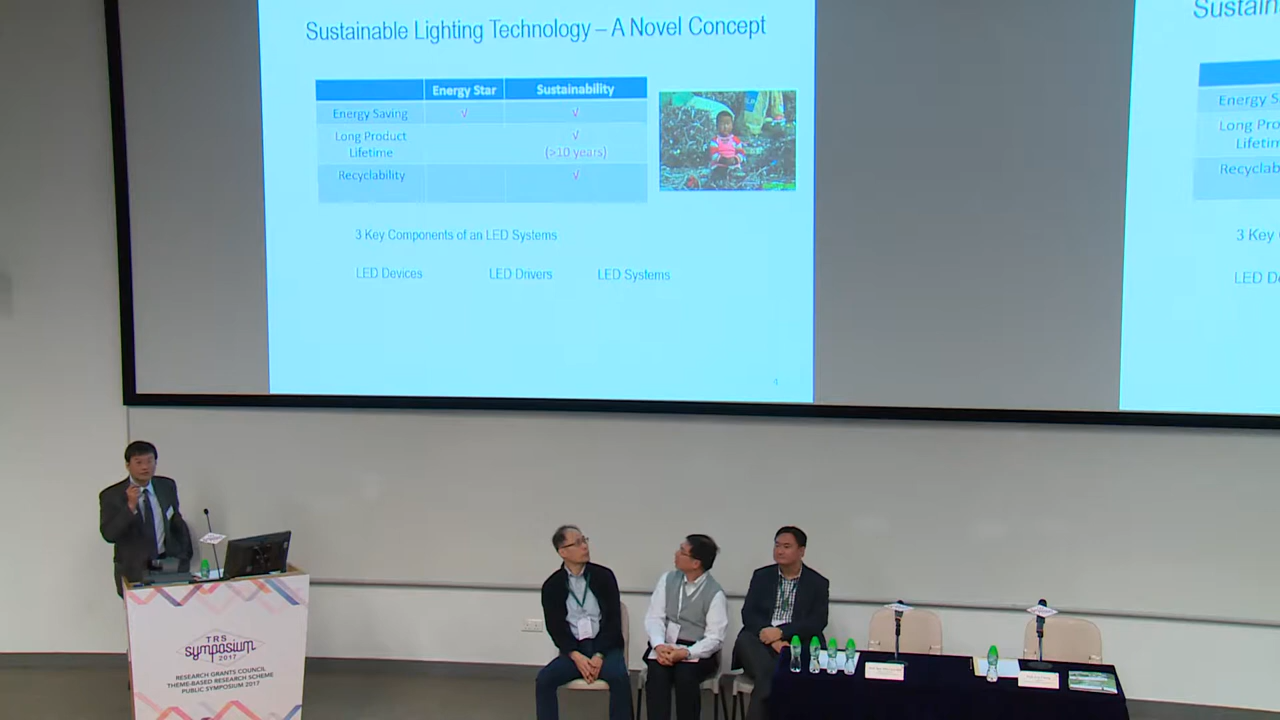 Sustainable Lighting Technology – A Novel Concept
Energy Star
Sustainability
Energy Saving
√
√
Long Product
Lifetime
√
(>10 years)
Recyclability
√
3 Key Components of an LED Systems
LED Devices
LED Drivers
LED Systems
4
Sustain
Energy S
Long Pro
Lifetim
Recyclab
3 Key
LED De
TRS
symposium
2017
RESEARCH GRANTS COUNCIL
THEME-BASED RESEARCH SCHEME
PUBLIC SYMPOSIUM 2017